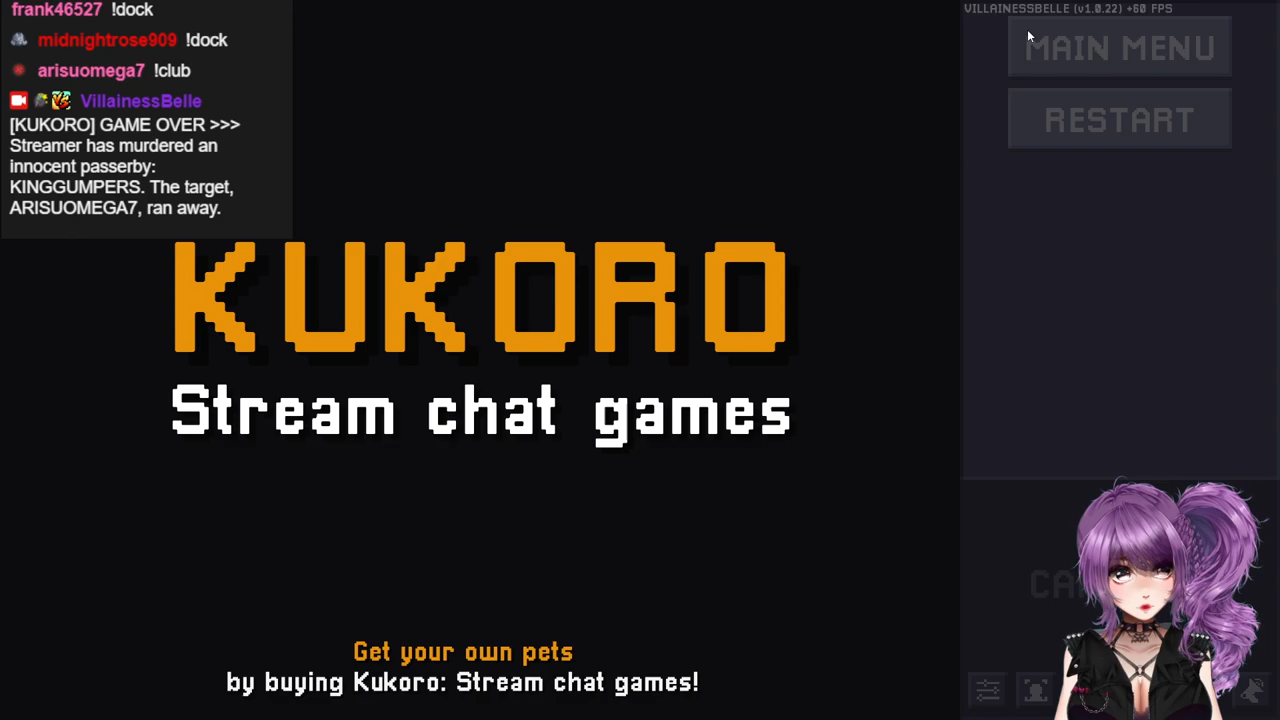 frank46527 !dock
midnightrose909 !dock
arisuomega7 !club
VillainessBelle
[KUKORO] GAME OVER >>>
Streamer has murdered an
innocent passerby:
KINGGUMPERS. The target,
ARISUOMEGA7, ran away.
KUKORO
Stream chat games
Get your own pets
by buying Kukoro: Stream chat games!
VILLAINESSBELLE (v1.0.22) +60 FPS
MAIN MENU
RESTART